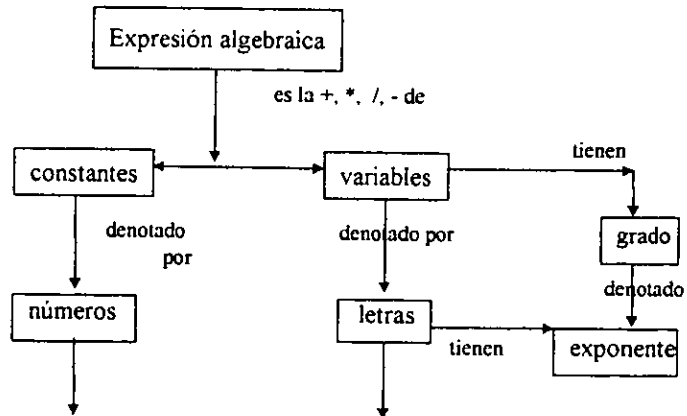 Expresión algebraica
es la +, *, /, - de
constantes
variables
tienen
denotado
por
denotado por
grado
denotado
números
letras
tienen
exponente